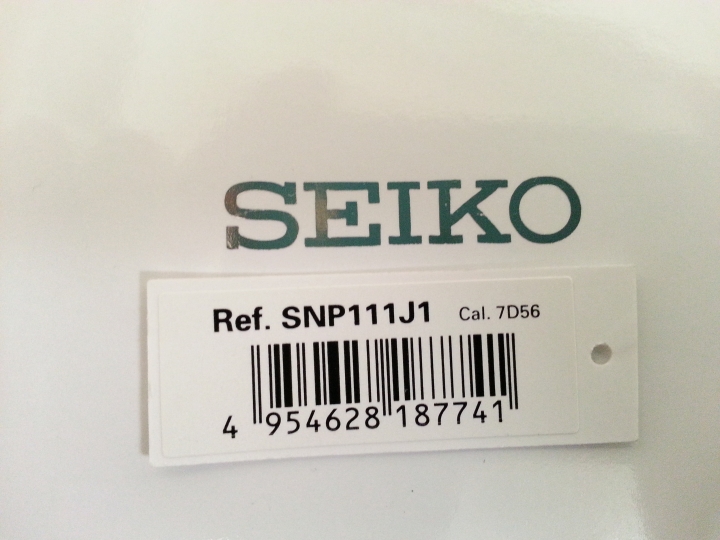 SEIKO
Ref. SNP111J1 Cal. 7D56
4 954628 187741